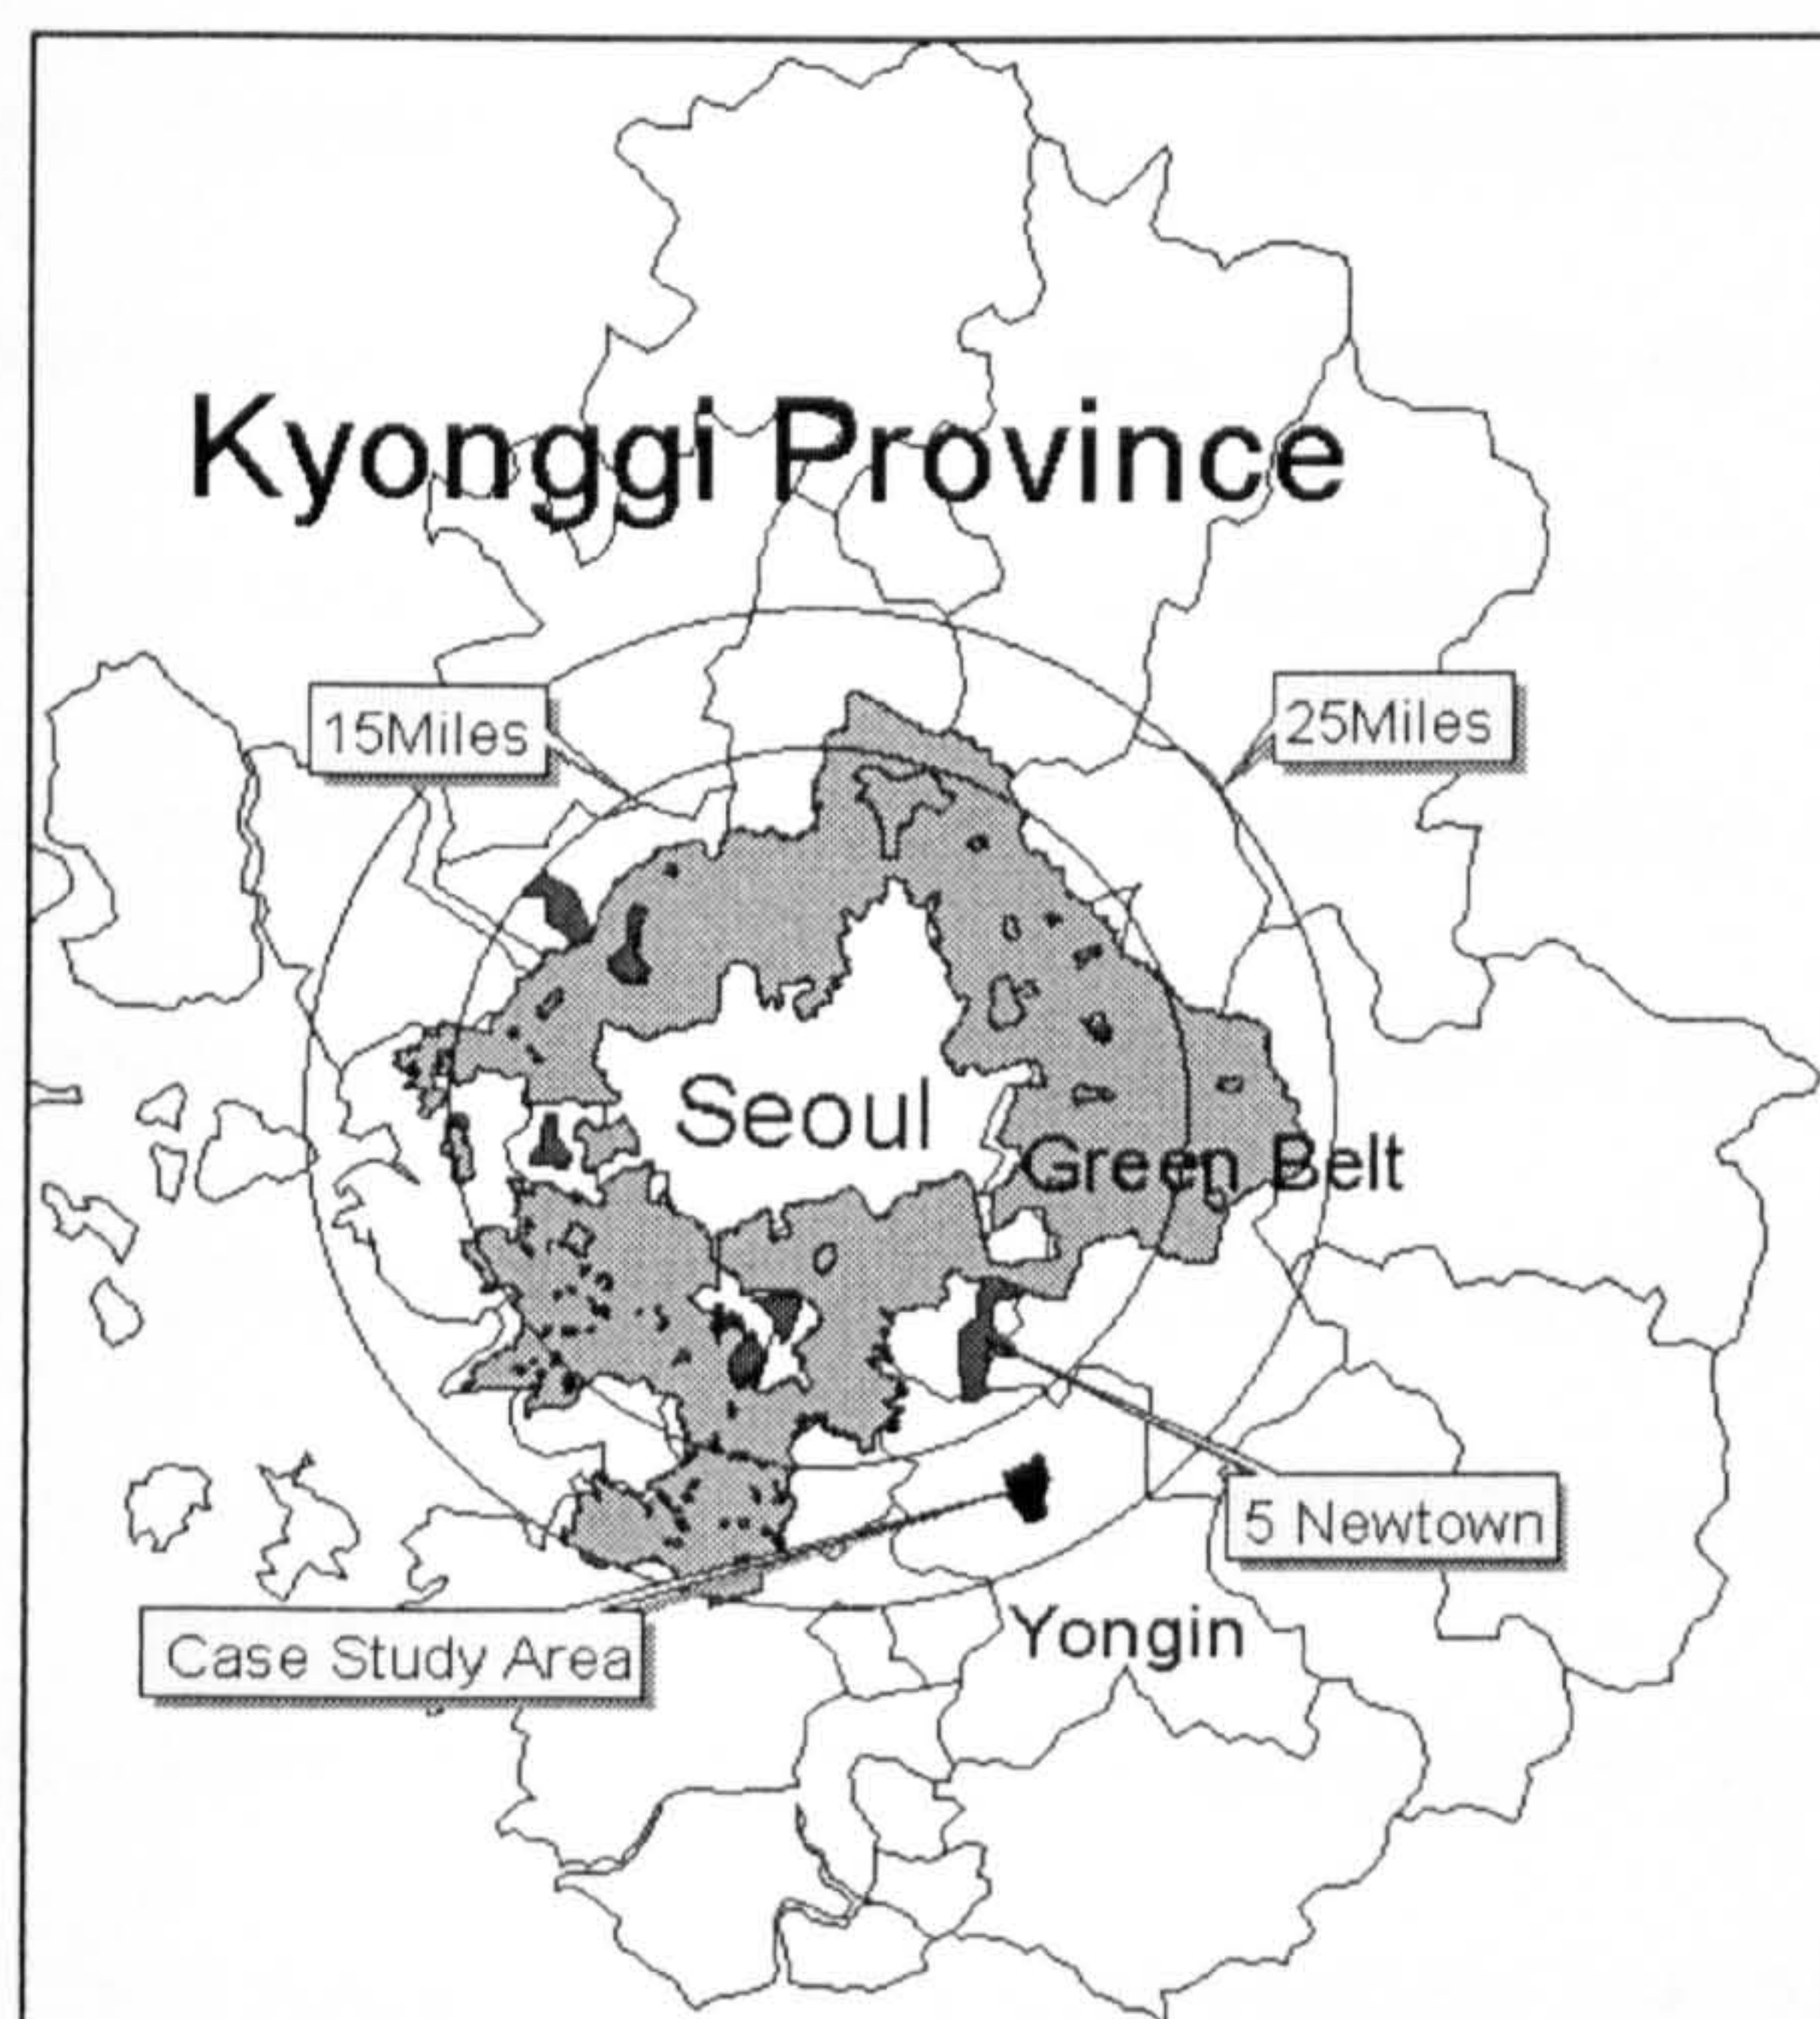 Kyonggi Province
15Miles
25Miles
Seoul
Green Belt
5 Newtown
Yongin
Case Study Area